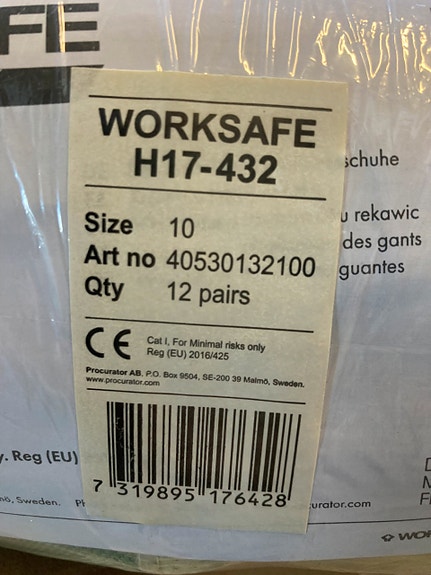 FE
WORKSAFE
H17-432
Size 10
Art no 40530132100
Qty 12 pairs
CE Cat I, For Minimal risks only
Reg (EU) 2016/425
Procurator AB, P.O. Box 9504, SE-200 39 Malmö, Sweden.
www.procurator.com
7 319895 176428
schuhe
u rekawic
des gants
guantes
y. Reg (EU)
mö, Sweden.
urator.com
WOR